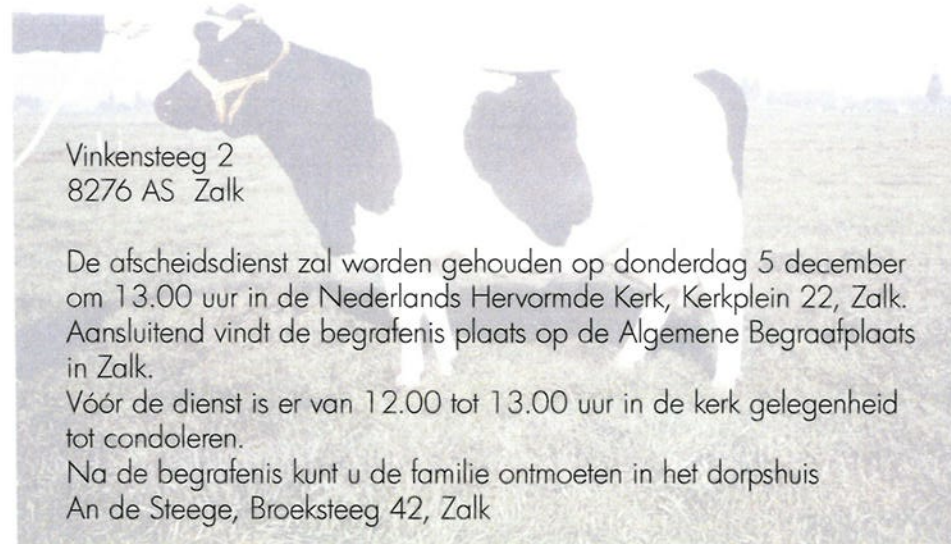 Vinkensteeg 2
8276 AS Zalk
De afscheidsdienst zal worden gehouden op donderdag 5 december
om 13.00 uur in de Nederlands Hervormde Kerk, Kerkplein 22, Zalk.
Aansluitend vindt de begrafenis plaats op de Algemene Begraafplaats
in Zalk.
Vóór de dienst is er van 12.00 tot 13.00 uur in de kerk gelegenheid
tot condoleren.
Na de begrafenis kunt u de familie ontmoeten in het dorpshuis
An de Steege, Broeksteeg 42, Zalk